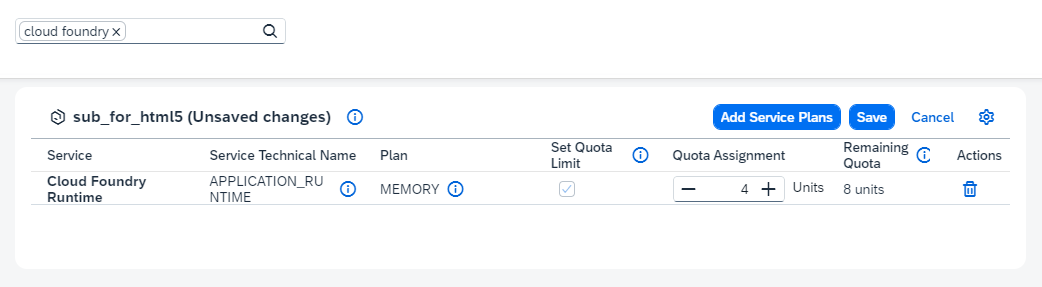 cloud foundry
sub_for_html5 (Unsaved changes)
Add Service Plans
Save
Cancel
Service
Service Technical Name
Plan
Set Quota
Limit
Quota Assignment
Remaining
Quota
Actions
Cloud Foundry
Runtime
APPLICATION_RU
NTIME
MEMORY
4
Units
8 units